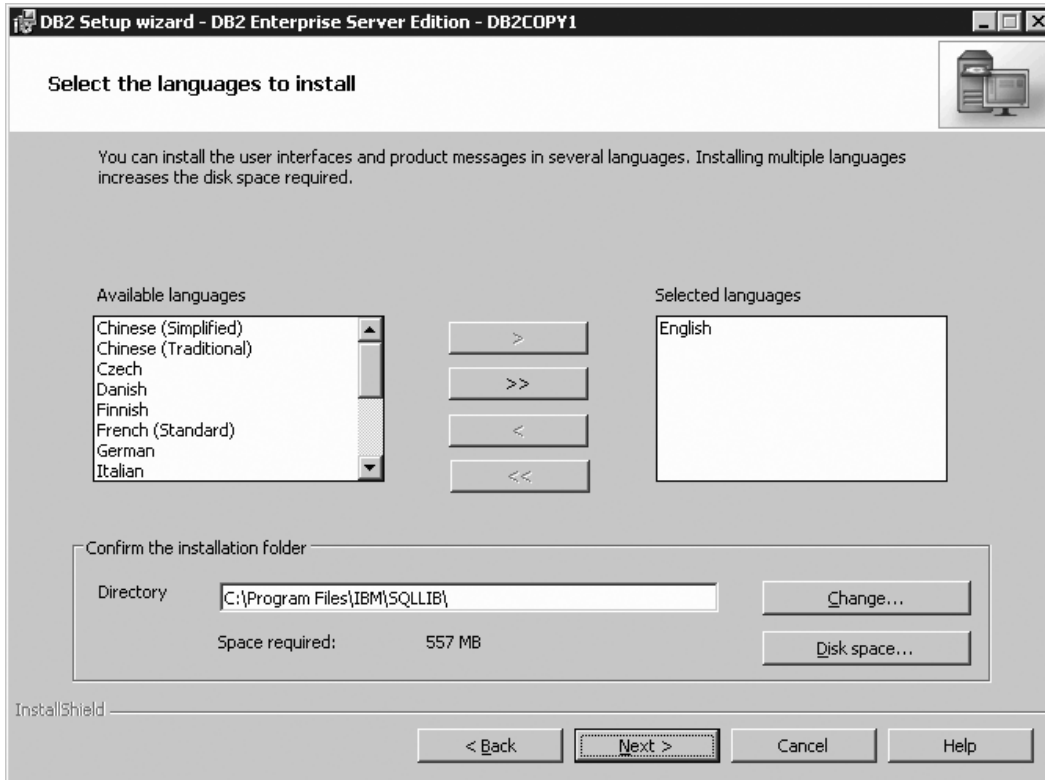 DB2 Setup wizard - DB2 Enterprise Server Edition - DB2COPY1
Select the languages to install
You can install the user interfaces and product messages in several languages. Installing multiple languages
increases the disk space required.
Available languages
Selected languages
Chinese (Simplified)
Chinese (Traditional)
Czech
Danish
Finnish
French (Standard)
German
Italian
>
>>
<
<<
English
Confirm the installation folder
Directory
C:\Program Files\IBM\SQLLIB\
Change...
Space required: 557 MB
Disk space...
InstallShield
< Back
Next >
Cancel
Help